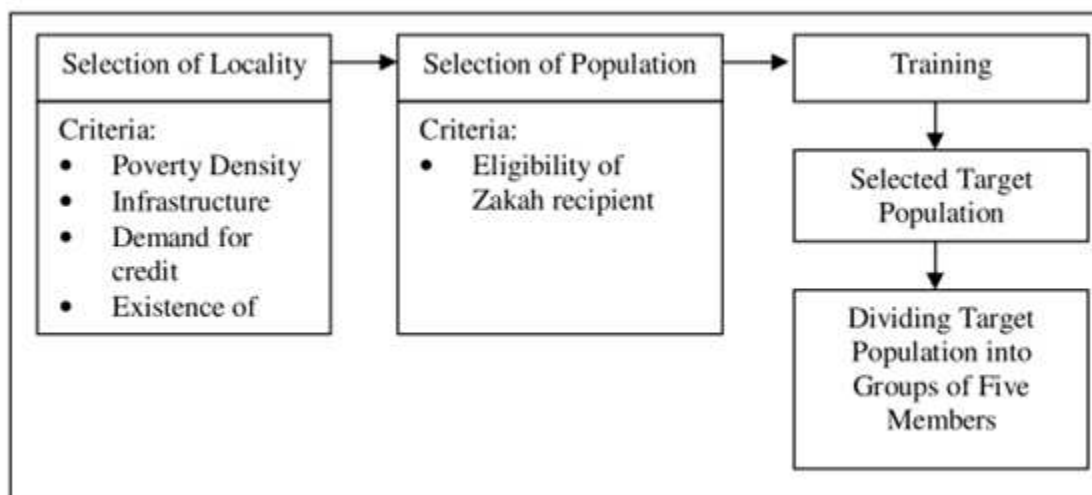 Selection of Locality
Criteria:
• Poverty Density
• Infrastructure
• Demand for
credit
• Existence of
Selection of Population
Criteria:
• Eligibility of
Zakah recipient
Training
Selected Target
Population
Dividing Target
Population into
Groups of Five
Members